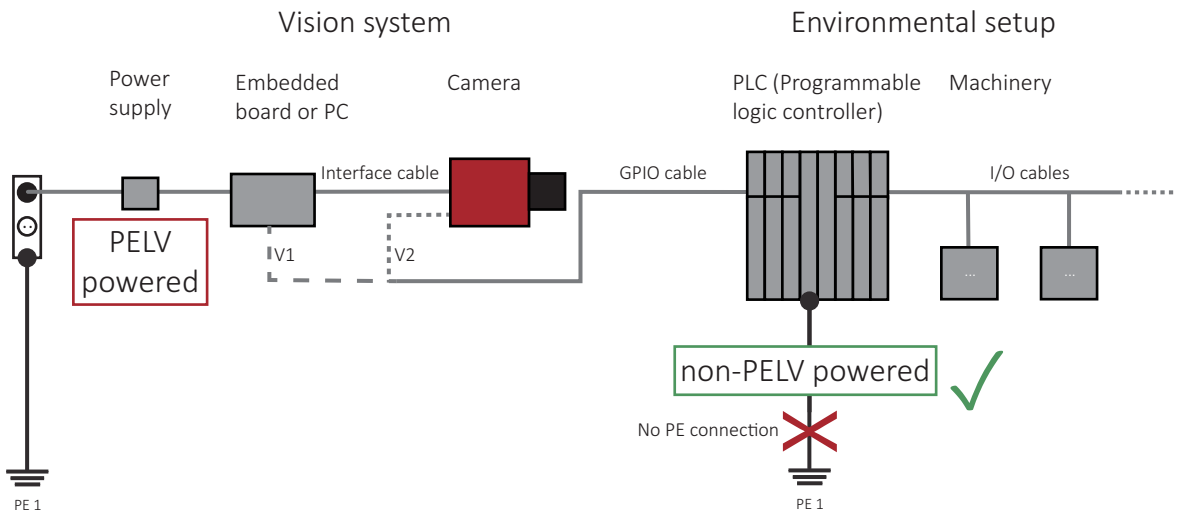 Vision system
Environmental setup
Power
supply
Embedded
board or PC
Camera
PLC (Programmable
logic controller)
Machinery
Interface cable
GPIO cable
I/O cables
PELV
powered
V1
V2
...
...
non-PELV powered
No PE connection
PE 1
PE 1